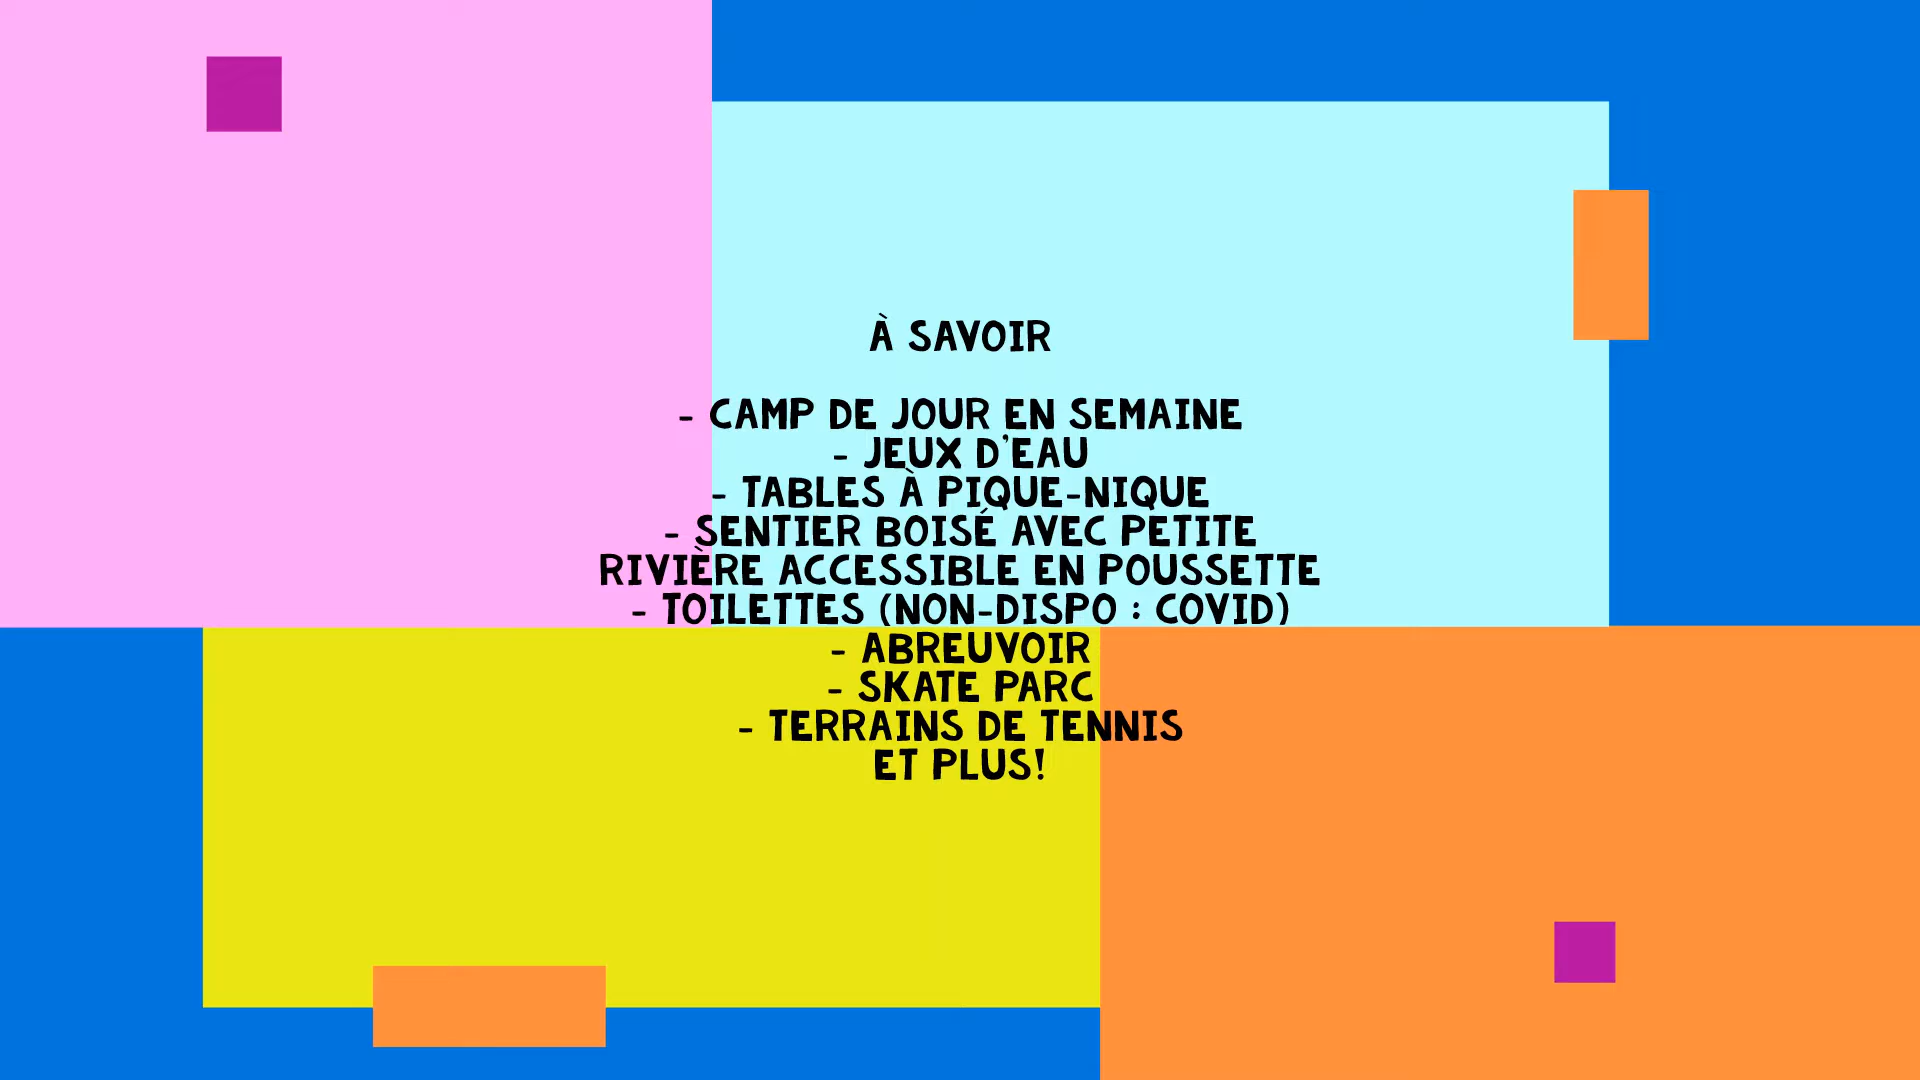 À SAVOIR
- CAMP DE JOUR EN SEMAINE
- JEUX D'EAU
- TABLES À PIQUE-NIQUE
- SENTIER BOISÉ AVEC PETITE
RIVIÈRE ACCESSIBLE EN POUSSETTE
- TOILETTES (NON-DISPO : COVID)
- ABREUVOIR
- SKATE PARC
- TERRAINS DE TENNIS
ET PLUS!